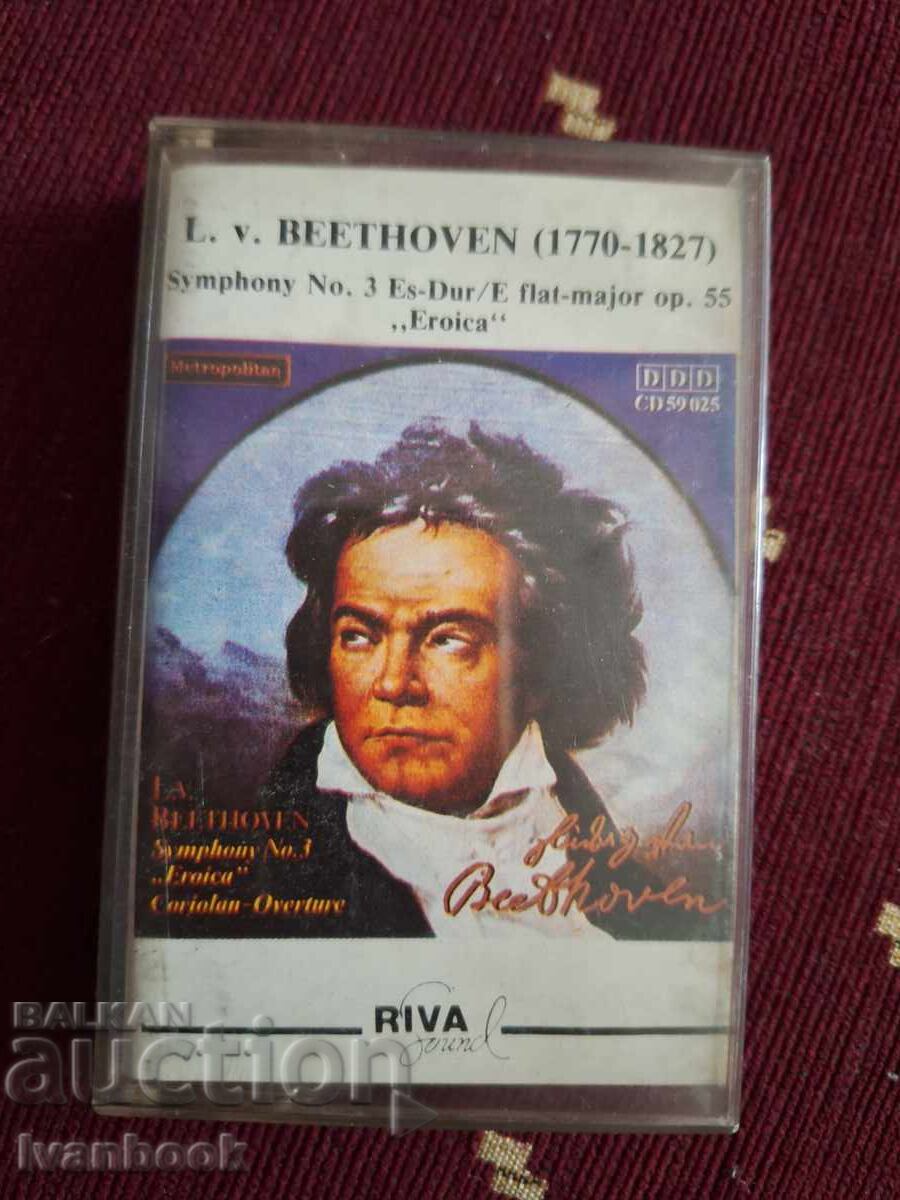 L. v. BEETHOVEN (1770-1827)
Symphony No. 3 Es-Dur/E flat-major op. 55
„Eroica“
Metropolitan
DDD
CD 59 025
BEETHOVEN
Symphony No.3
„Eroica”
Coriolan-Overture
Beethoven
RIVA
Sound
BALKAN
auction
Ivanbook